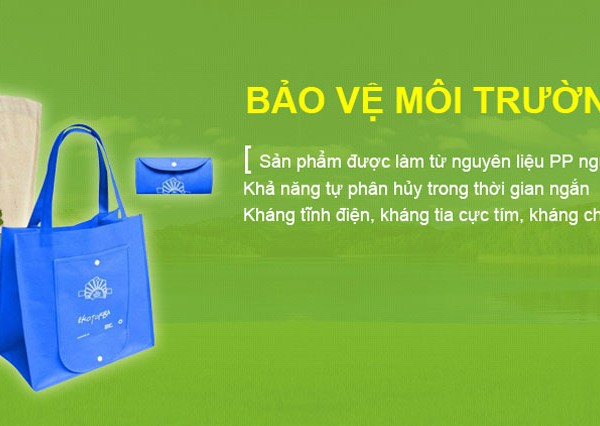 BẢO VỆ MÔI TRƯỜN
[ Sản phẩm được làm từ nguyên liệu PP ng
Khả năng tự phân hủy trong thời gian ngắn
Kháng tĩnh điện, kháng tia cực tím, kháng ch